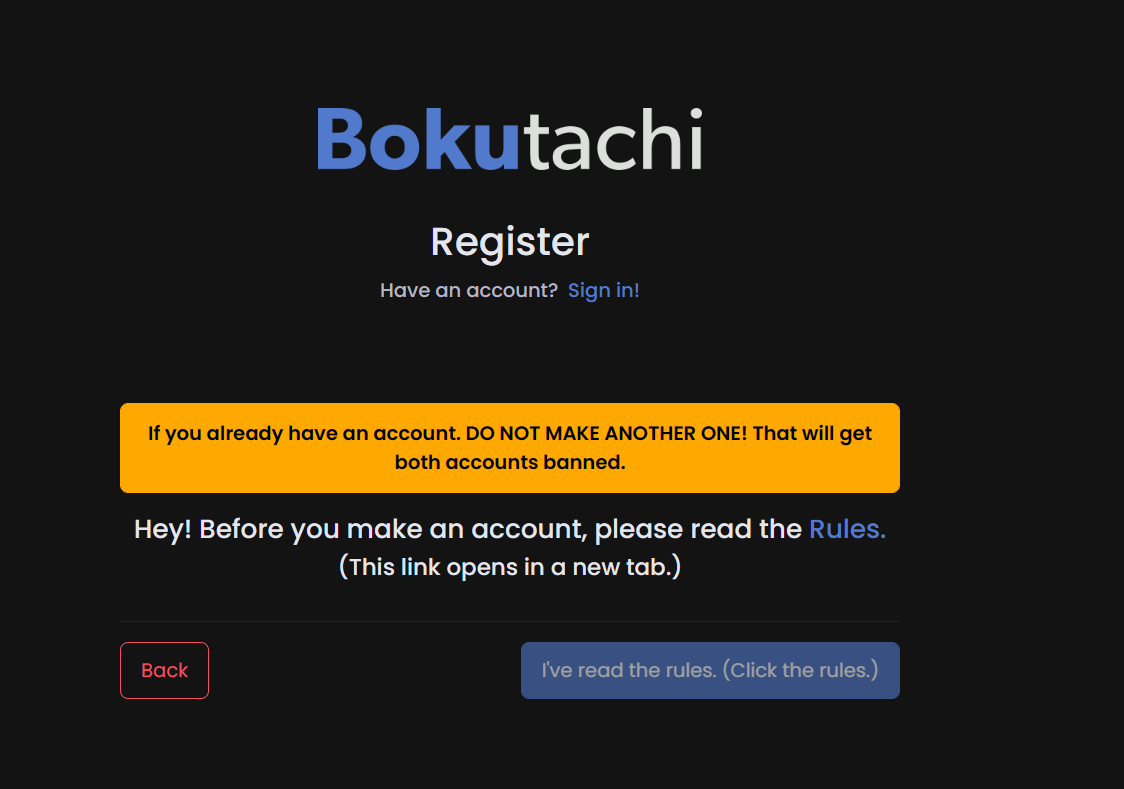 Bokutachi
Register
Have an account? Sign in!
If you already have an account. DO NOT MAKE ANOTHER ONE! That will get
both accounts banned.
Hey! Before you make an account, please read the Rules.
(This link opens in a new tab.)
Back
I've read the rules. (Click the rules.)